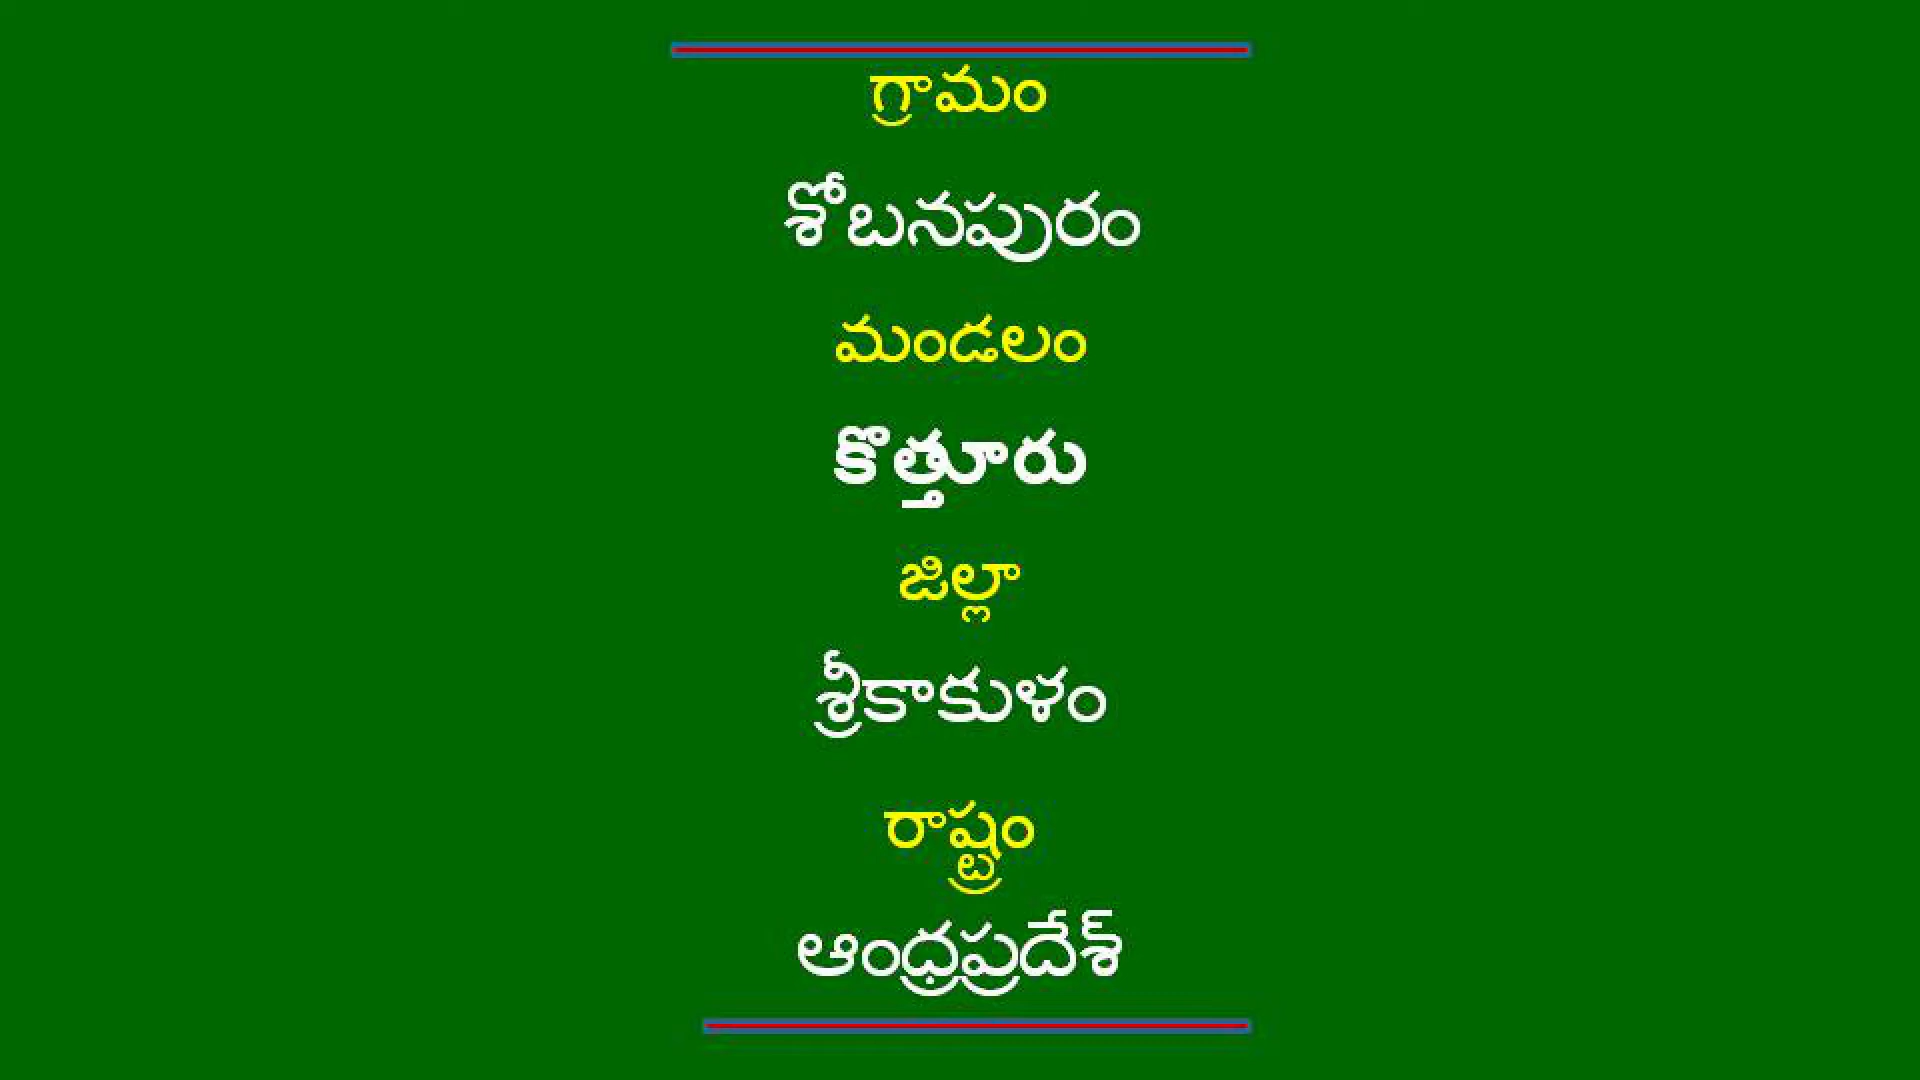 గ్రామం
శోబనపురం
మండలం
కొత్తూరు
జిల్లా
శ్రీకాకుళం
రాష్ట్రం
ఆంధ్రప్రదేశ్